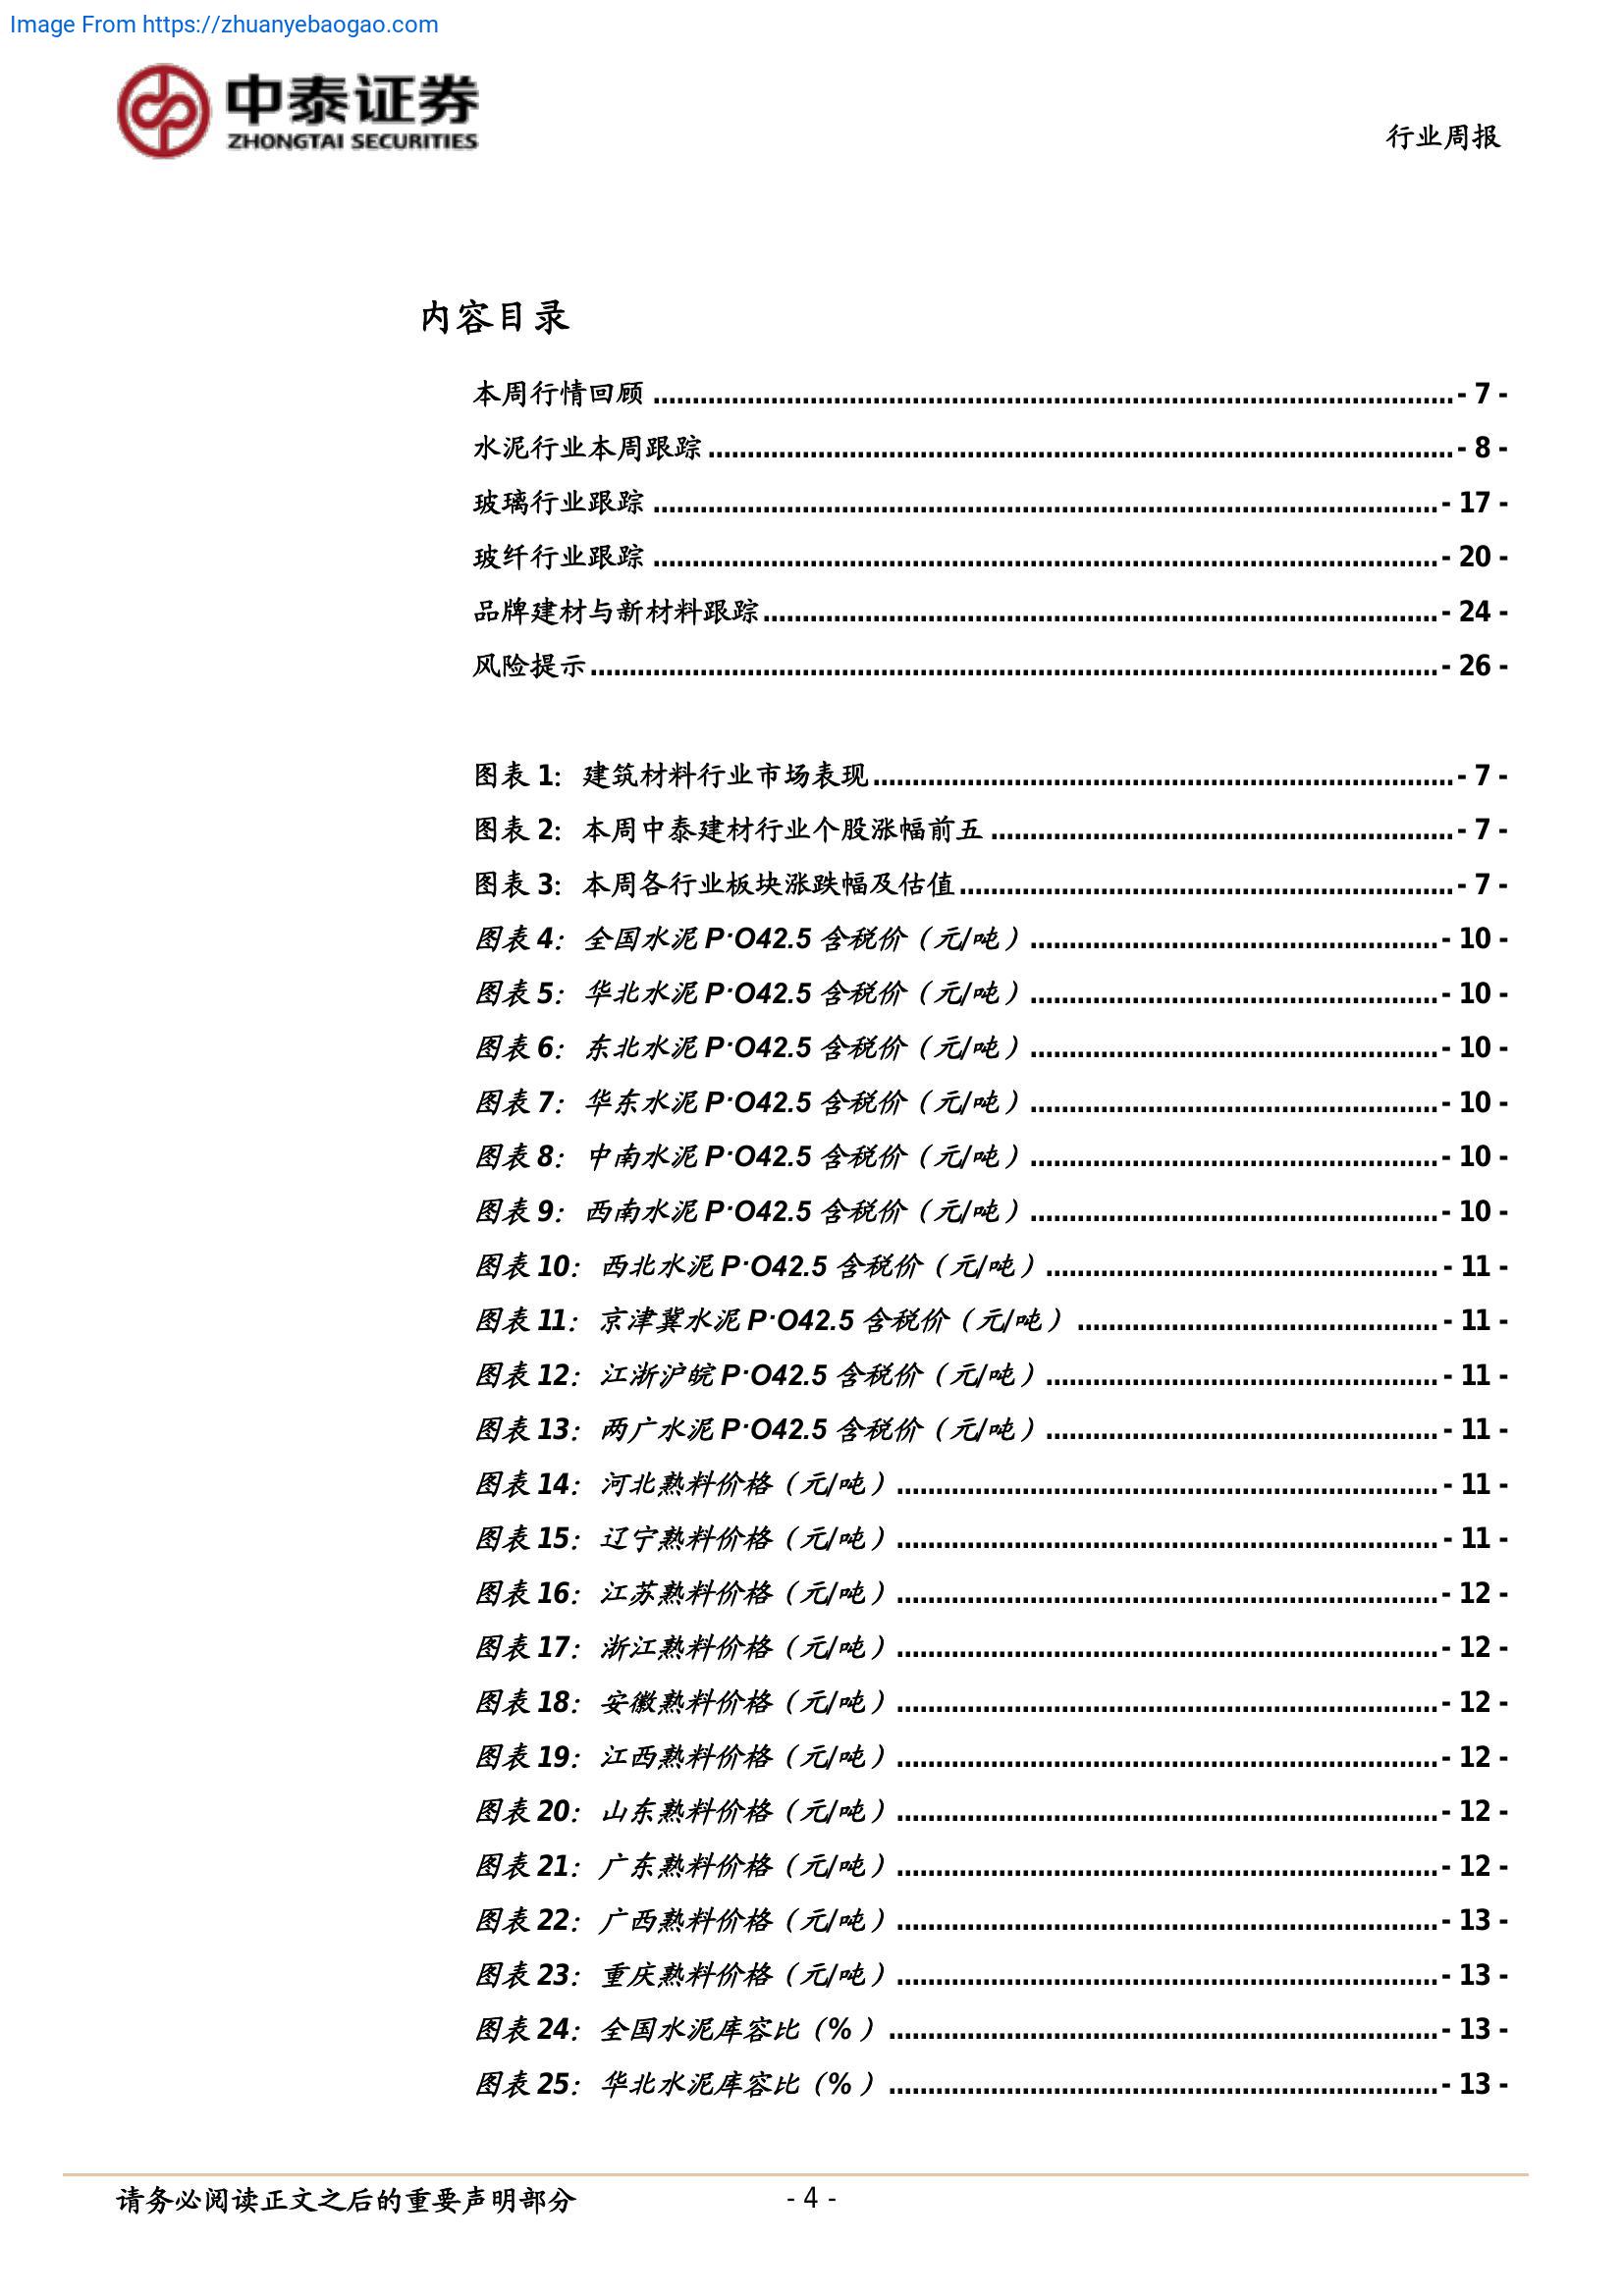 Image From https://zhuanyebaogao.com
中泰证券
ZHONGTAI SECURITIES
行业周报
内容目录
本周行情回顾 ........ - 7 -
水泥行业本周跟踪 ........ - 8 -
玻璃行业跟踪 ........ - 17 -
玻纤行业跟踪 ........ - 20 -
品牌建材与新材料跟踪 ........ - 24 -
风险提示 ........ - 26 -
图表 1：建筑材料行业市场表现 ........ - 7 -
图表 2：本周中泰建材行业个股涨幅前五 ........ - 7 -
图表 3：本周各行业板块涨跌幅及估值 ........ - 7 -
图表 4：全国水泥 P·O42.5 含税价（元/吨） ........ - 10 -
图表 5：华北水泥 P·O42.5 含税价（元/吨） ........ - 10 -
图表 6：东北水泥 P·O42.5 含税价（元/吨） ........ - 10 -
图表 7：华东水泥 P·O42.5 含税价（元/吨） ........ - 10 -
图表 8：中南水泥 P·O42.5 含税价（元/吨） ........ - 10 -
图表 9：西南水泥 P·O42.5 含税价（元/吨） ........ - 10 -
图表 10：西北水泥 P·O42.5 含税价（元/吨） ........ - 11 -
图表 11：京津冀水泥 P·O42.5 含税价（元/吨） ........ - 11 -
图表 12：江浙沪皖 P·O42.5 含税价（元/吨） ........ - 11 -
图表 13：两广水泥 P·O42.5 含税价（元/吨） ........ - 11 -
图表 14：河北熟料价格（元/吨） ........ - 11 -
图表 15：辽宁熟料价格（元/吨） ........ - 11 -
图表 16：江苏熟料价格（元/吨） ........ - 12 -
图表 17：浙江熟料价格（元/吨） ........ - 12 -
图表 18：安徽熟料价格（元/吨） ........ - 12 -
图表 19：江西熟料价格（元/吨） ........ - 12 -
图表 20：山东熟料价格（元/吨） ........ - 12 -
图表 21：广东熟料价格（元/吨） ........ - 12 -
图表 22：广西熟料价格（元/吨） ........ - 13 -
图表 23：重庆熟料价格（元/吨） ........ - 13 -
图表 24：全国水泥库容比（%） ........ - 13 -
图表 25：华北水泥库容比（%） ........ - 13 -
请务必阅读正文之后的重要声明部分
- 4 -